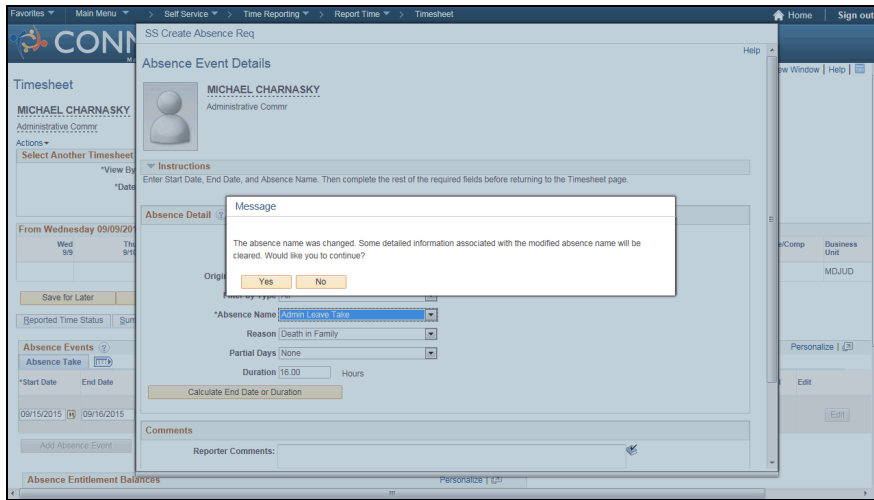 Favorites Main Menu > Self Service > Time Reporting > Report Time > Timesheet Home Sign out
SS Create Absence Req
CONN
Help
Absence Event Details
New Window | Help |
Timesheet
MICHAEL CHARNASKY
Administrative Commr
MICHAEL CHARNASKY
Administrative Commr
Actions
Select Another Timesheet
Instructions
*View By
Enter Start Date, End Date, and Absence Name. Then complete the rest of the required fields before returning to the Timesheet page.
*Date
Message
Absence Detail
From Wednesday 09/09/201
The absence name was changed. Some detailed information associated with the modified absence name will be
cleared. Would you like you to continue?
Wed
9/9
Thu
9/10
e/Comp
Business
Unit
MDJUD
Origi
Yes No
Filter by Type All
Save for Later
*Absence Name Admin Leave Take
Reported Time Status Sum
Reason Death in Family
Absence Events
Personalize |
Partial Days None
Absence Take
Duration 16.00 Hours
*Start Date End Date Edit
Calculate End Date or Duration
09/15/2015 09/16/2015 Edit
Comments
Add Absence Event
Reporter Comments:
Absence Entitlement Balances Personalize |